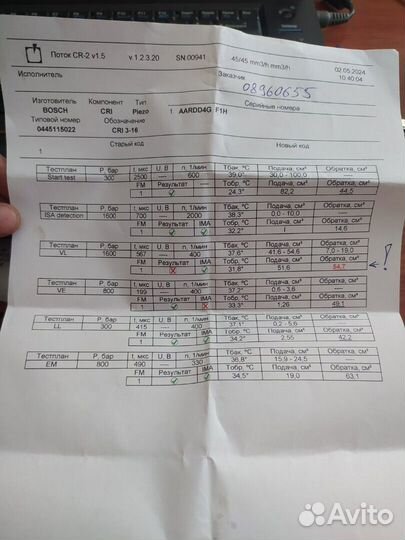 Поток CR-2 v1.5 v.1.2.3.20 SN:00941 45/45 mm3/h mm3/h 02.05.2024
Исполнитель Заказчик 10:40:04
08960655
Изготовитель Компонент Тип Серийные номера
BOSCH CRI Piezo 1 AARDD4G F1H
Типовой номер Обозначение
0445115022 CRI 3-16
Старый код Новый код
1
Тестплан P, бар t, мкс U, В n, 1/мин Тбак, °С Подача, см³ Обратка, см³
Start test 300 2500 ---- 600 39.0° 30,0 - 100,0 ----
FM Результат Тобр, °С Подача, см³ Обратка, см³
1 24.3° 82,2 44,5
Тестплан P, бар t, мкс U, В n, 1/мин Тбак, °С Подача, см³ Обратка, см³
ISA detection 1600 700 ---- 2000 38.3° 0,0 - 10,0 ----
FM Результат IMA Тобр, °С Подача, см³ Обратка, см³
1 32.2° 14,6
Тестплан P, бар t, мкс U, В n, 1/мин Тбак, °С Подача, см³ Обратка, см³
VL 1600 567 ---- 400 37.6° 41,6 - 54,6 7,0 - 19,0
FM Результат IMA Тобр, °С Подача, см³ Обратка, см³
1 31.8° 51,6 54,7 !
Тестплан P, бар t, мкс U, В n, 1/мин Тбак, °С Подача, см³ Обратка, см³
VE 800 199 ---- 400 37.2° 0,6 - 3,6 ----
FM Результат IMA Тобр, °С Подача, см³ Обратка, см³
1 33.3° 1,26 49,1
Тестплан P, бар t, мкс U, В n, 1/мин Тбак, °С Подача, см³ Обратка, см³
LL 300 415 ---- 400 37.1° 0,2 - 5,6 ----
FM Результат IMA Тобр, °С Подача, см³ Обратка, см³
1 34,2° 2,55 42,2
Тестплан P, бар t, мкс U, В n, 1/мин Тбак, °С Подача, см³ Обратка, см³
EM 800 490 ---- 330 36,8° 15,9 - 24,5 ----
FM Результат IMA Тобр, °С Подача, см³ Обратка, см³
1 34,5° 19,0 63,1
Avito